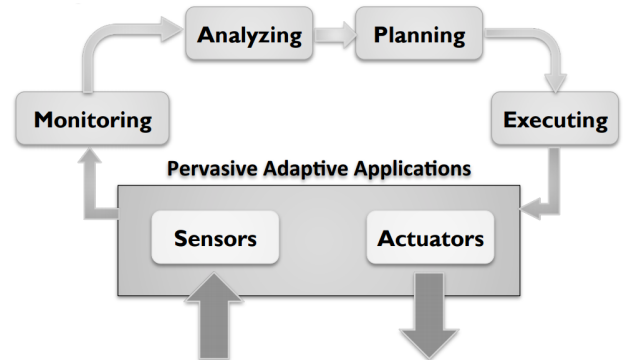 Analyzing
Planning
Monitoring
Executing
Pervasive Adaptive Applications
Sensors
Actuators